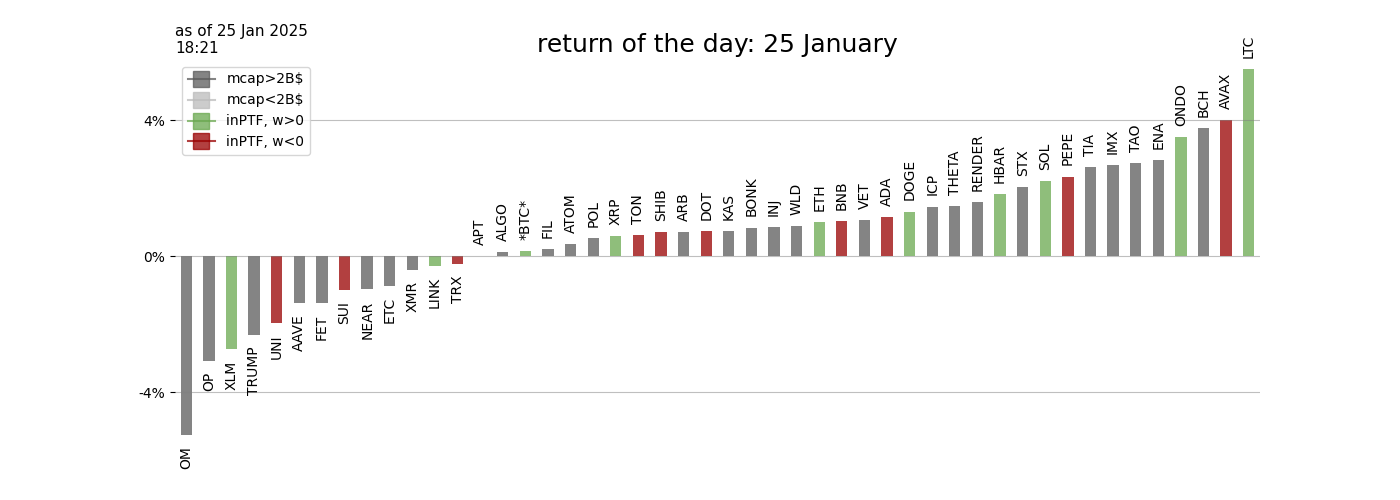 as of 25 Jan 2025
18:21
return of the day: 25 January
mcap>2B$
mcap<2B$
inPTF, w>0
inPTF, w<0
4%
0%
-4%
OM
OP
XLM
TRUMP
UNI
AAVE
FET
SUI
NEAR
ETC
XMR
LINK
TRX
APT
ALGO
*BTC*
FIL
ATOM
POL
XRP
TON
SHIB
ARB
DOT
KAS
BONK
INJ
WLD
ETH
BNB
VET
ADA
DOGE
ICP
THETA
RENDER
HBAR
STX
SOL
PEPE
TIA
IMX
TAO
ENA
ONDO
BCH
AVAX
LTC